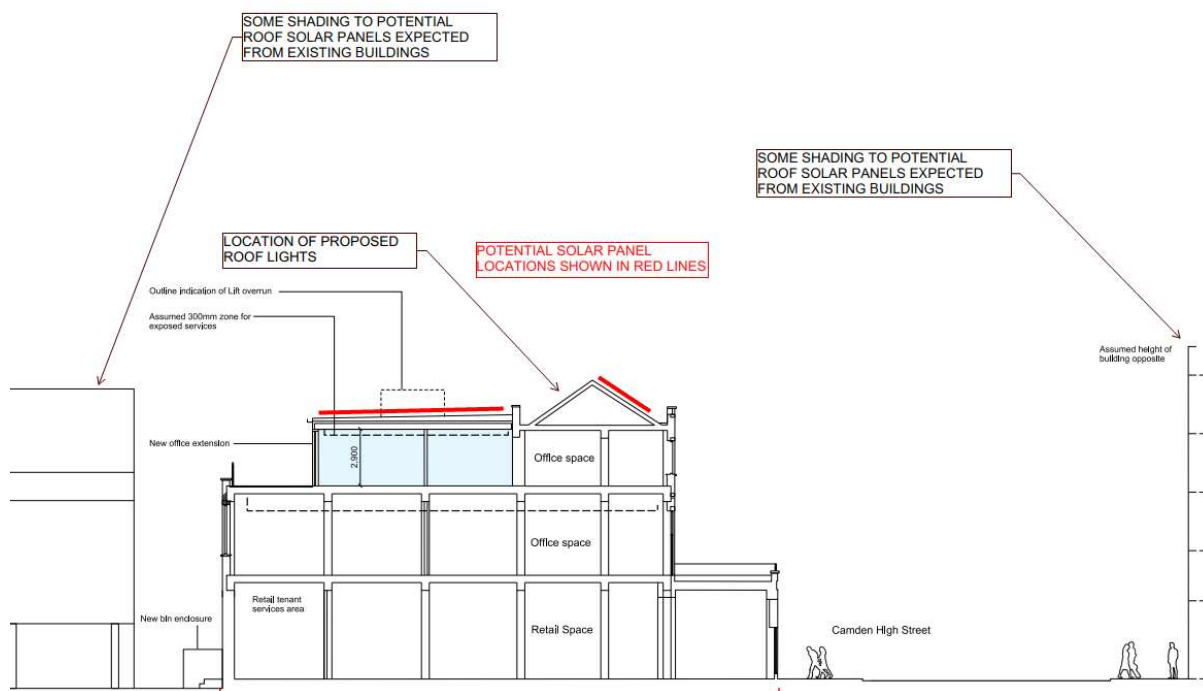 SOME SHADING TO POTENTIAL
ROOF SOLAR PANELS EXPECTED
FROM EXISTING BUILDINGS
SOME SHADING TO POTENTIAL
ROOF SOLAR PANELS EXPECTED
FROM EXISTING BUILDINGS
LOCATION OF PROPOSED
ROOF LIGHTS
POTENTIAL SOLAR PANEL
LOCATIONS SHOWN IN RED LINES
Outline indication of Lift overrun
Assumed 300mm zone for
exposed services
Assumed height of
building opposite
New office extension
2,900
Office space
Office space
Retail tenant
services area
New bin enclosure
Retail Space
Camden High Street